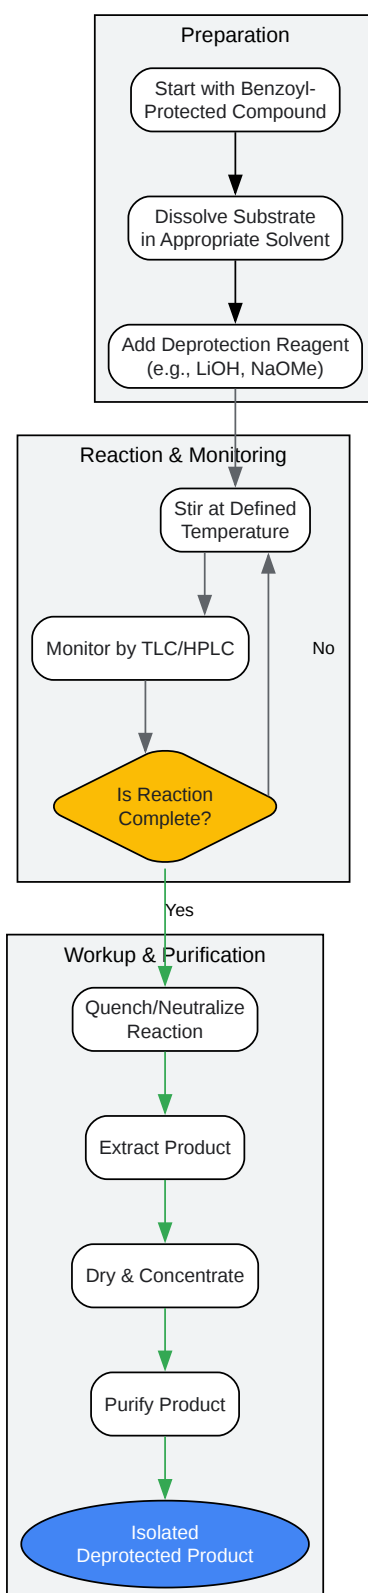 Preparation
Start with Benzoyl-
Protected Compound
Dissolve Substrate
in Appropriate Solvent
Add Deprotection Reagent
(e.g., LiOH, NaOMe)
Reaction & Monitoring
Stir at Defined
Temperature
Monitor by TLC/HPLC
No
Is Reaction
Complete?
Yes
Workup & Purification
Quench/Neutralize
Reaction
Extract Product
Dry & Concentrate
Purify Product
Isolated
Deprotected Product